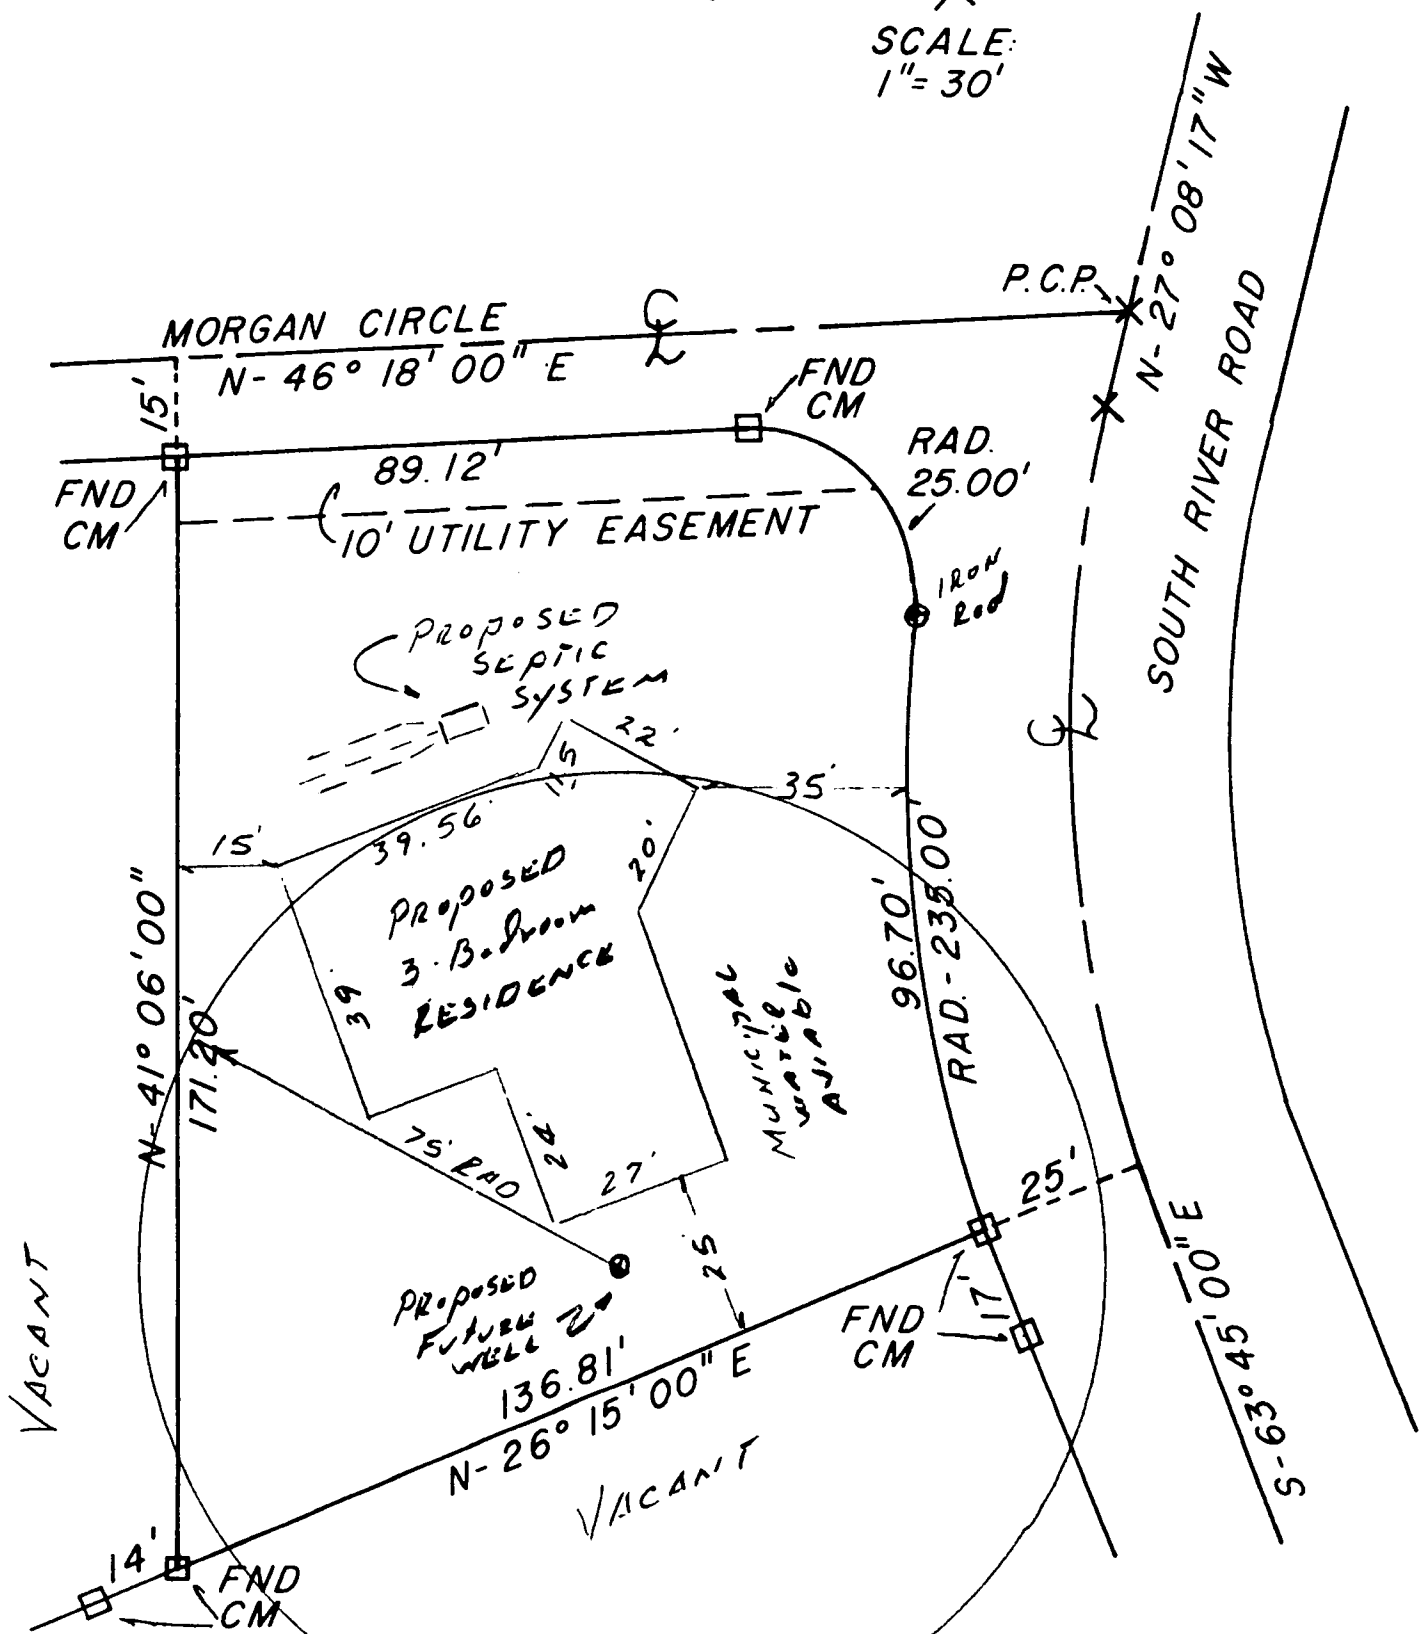 SCALE:
1"= 30'
N- 27° 08' 17" W
P.C.P.
MORGAN CIRCLE
N- 46° 18' 00" E
℄
15'
FND
CM
RAD.
25.00'
89.12'
FND
CM
10' UTILITY EASEMENT
SOUTH RIVER ROAD
IRON
Rod
PROPOSED
SEPTIC
SYSTEM
22'
℄
5'
35'
39.56'
15'
20'
PROPOSED
3-Bedroom
RESIDENCE
39'
N- 41° 06' 00"
171.20'
96.70'
RAD.- 235.00'
MUNICIPAL
WATER
AVIABLE
75' RAD
24'
27'
25'
25'
PROPOSED
FUTURE
WELL
17'
FND
CM
136.81'
N- 26° 15' 00" E
S- 63° 45' 00" E
VACANT
VACANT
14'
FND
CM